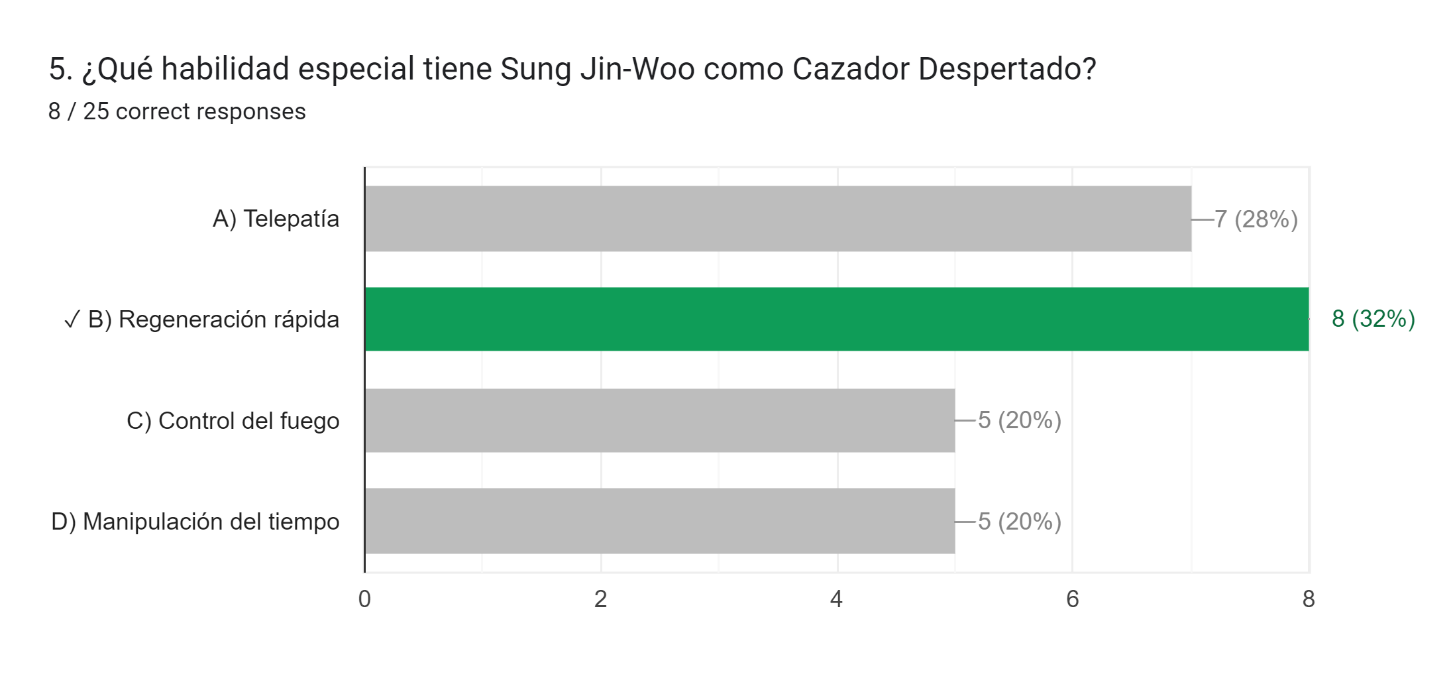 5. ¿Qué habilidad especial tiene Sung Jin-Woo como Cazador Despertado?
8 / 25 correct responses
A) Telepatía
7 (28%)
✓ B) Regeneración rápida
8 (32%)
C) Control del fuego
5 (20%)
D) Manipulación del tiempo
5 (20%)
0 2 4 6 8